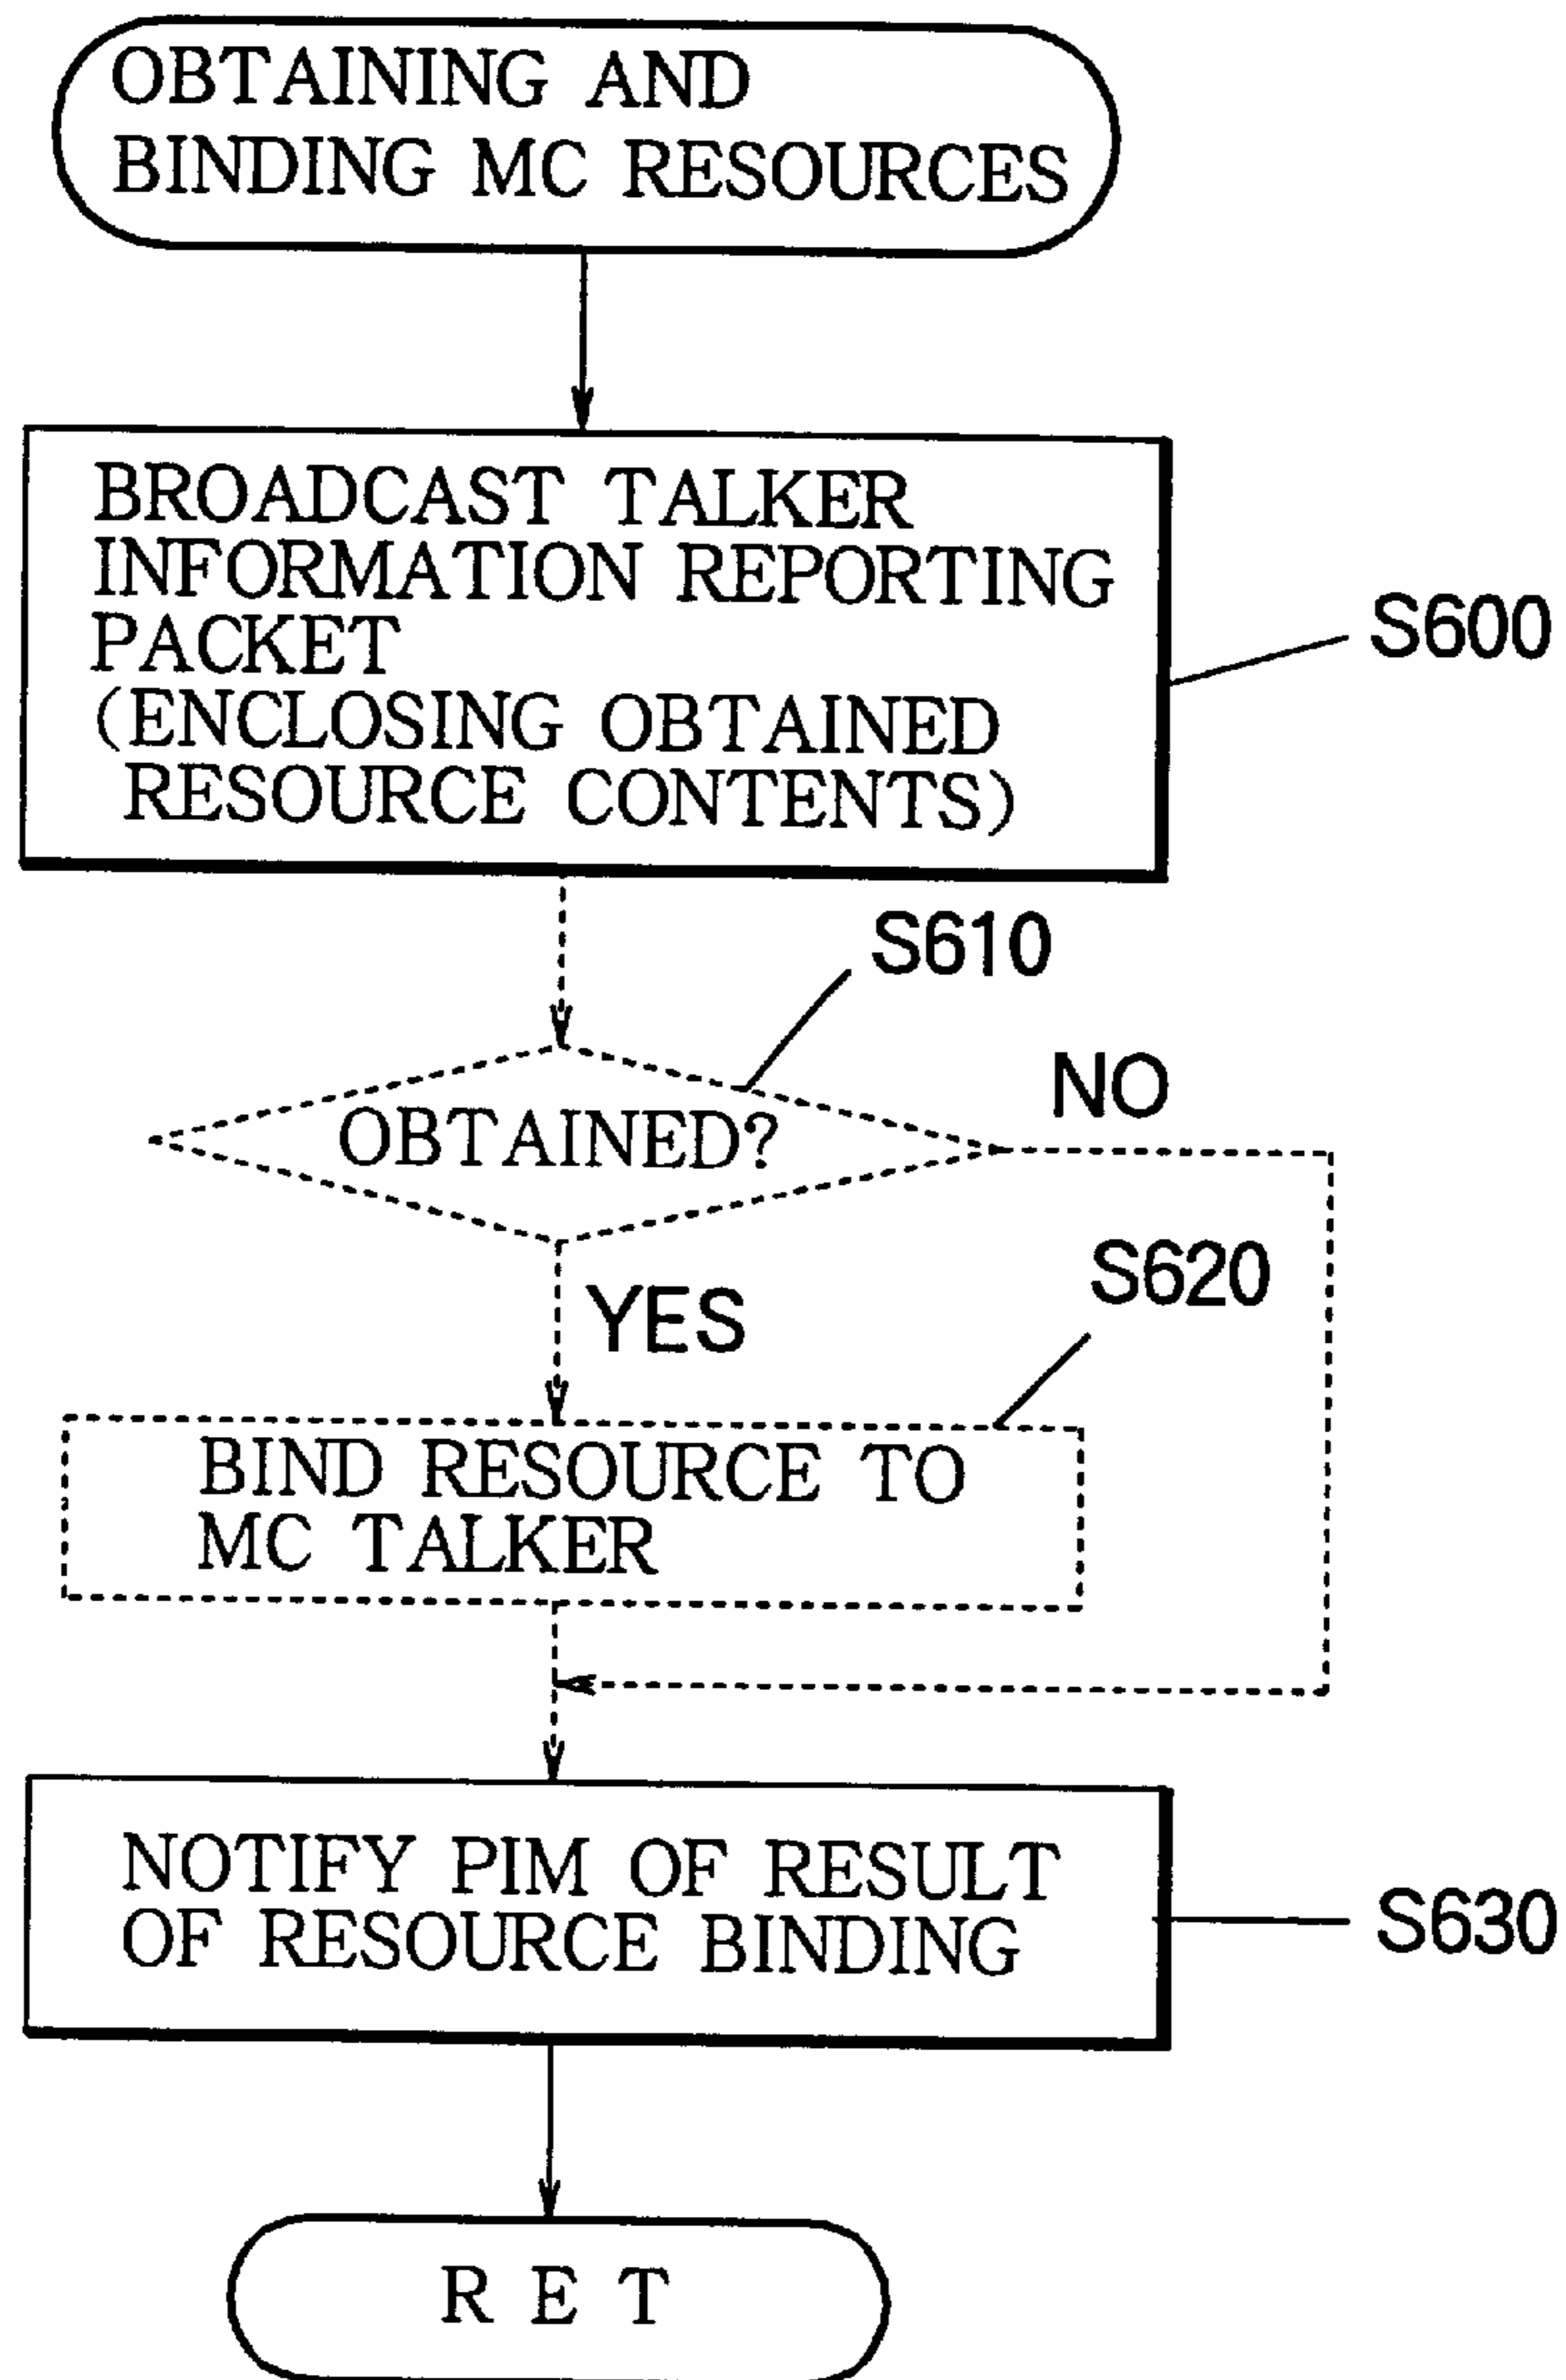 OBTAINING AND
BINDING MC RESOURCES
BROADCAST TALKER
INFORMATION REPORTING
PACKET
(ENCLOSING OBTAINED
RESOURCE CONTENTS)
S600
S610
OBTAINED?
NO
YES
S620
BIND RESOURCE TO
MC TALKER
NOTIFY PIM OF RESULT
OF RESOURCE BINDING
S630
R E T